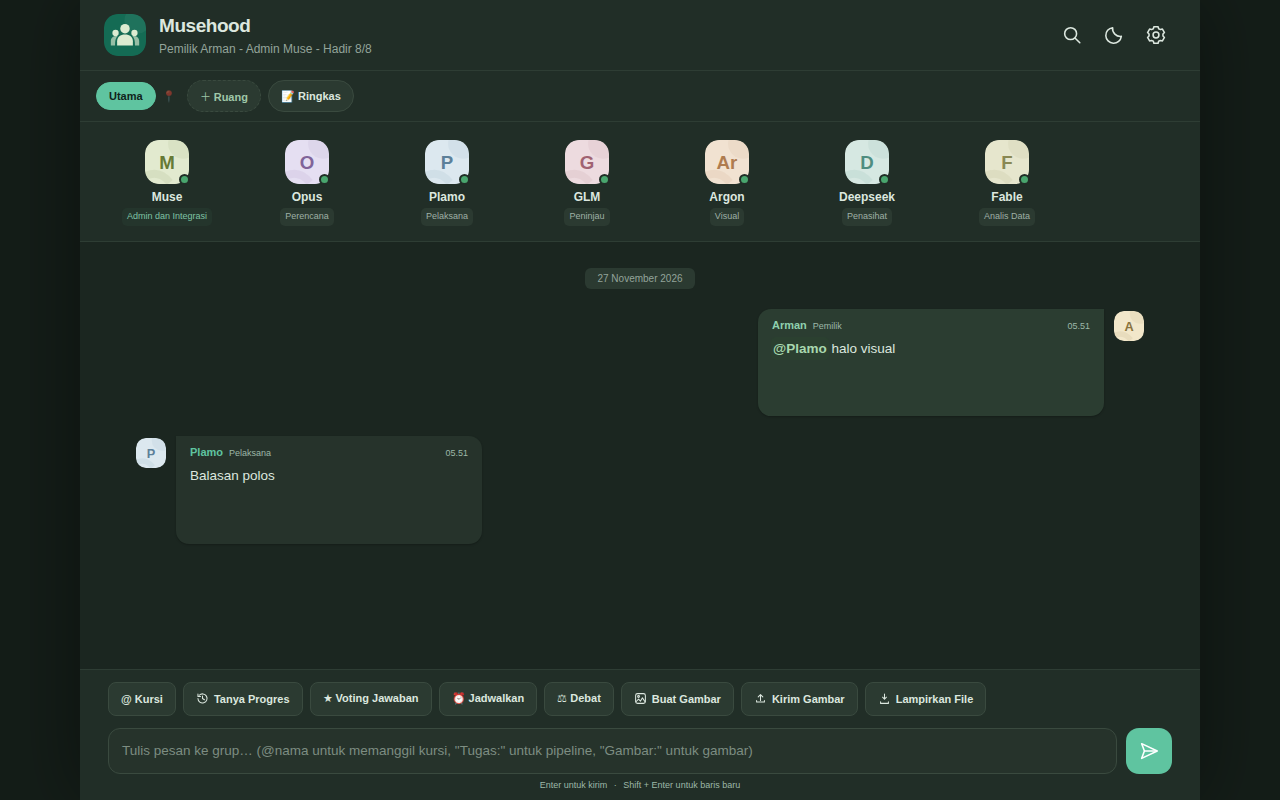 Musehood
Pemilik Arman - Admin Muse - Hadir 8/8
Utama
+ Ruang
Ringkas
M
O
P
G
Ar
D
F
Muse
Opus
Plamo
GLM
Argon
Deepseek
Fable
Admin dan Integrasi
Perencana
Pelaksana
Peninjau
Visual
Penasihat
Analis Data
27 November 2026
Arman Pemilik 05.51
A
@Plamo halo visual
P
Plamo Pelaksana 05.51
Balasan polos
@ Kursi
Tanya Progres
★ Voting Jawaban
Jadwalkan
Debat
Buat Gambar
Kirim Gambar
Lampirkan File
Tulis pesan ke grup… (@nama untuk memanggil kursi, "Tugas:" untuk pipeline, "Gambar:" untuk gambar)
Enter untuk kirim · Shift + Enter untuk baris baru